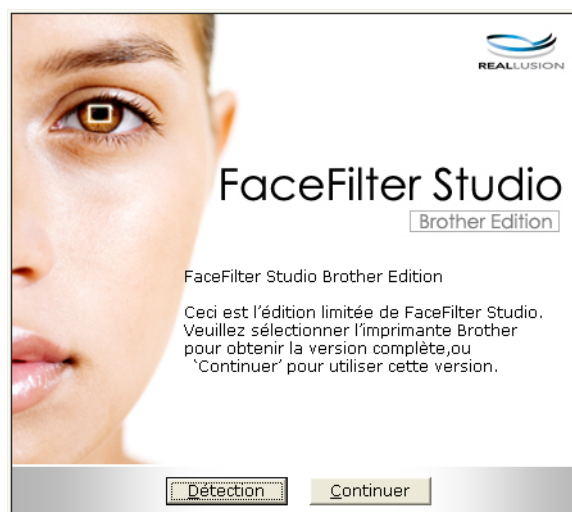 REALLUSION
FaceFilter Studio
Brother Edition
FaceFilter Studio Brother Edition
Ceci est l'édition limitée de FaceFilter Studio.
Veuillez sélectionner l'imprimante Brother
pour obtenir la version complète,ou
‛Continuer’ pour utiliser cette version.
Détection
Continuer